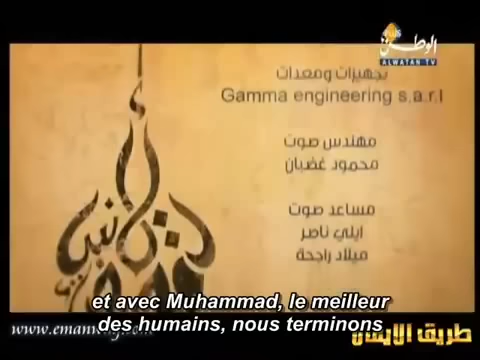 الوطن
PLUS
ALWATAN TV
تجهيزات ومعدات
Gamma engineering s.a.r.l
مهندس صوت
محمود غضبان
مساعد صوت
ايلي ناصر
ميلاد راجحة
et avec Muhammad, le meilleur
des humains, nous terminons
طريق الإيمان